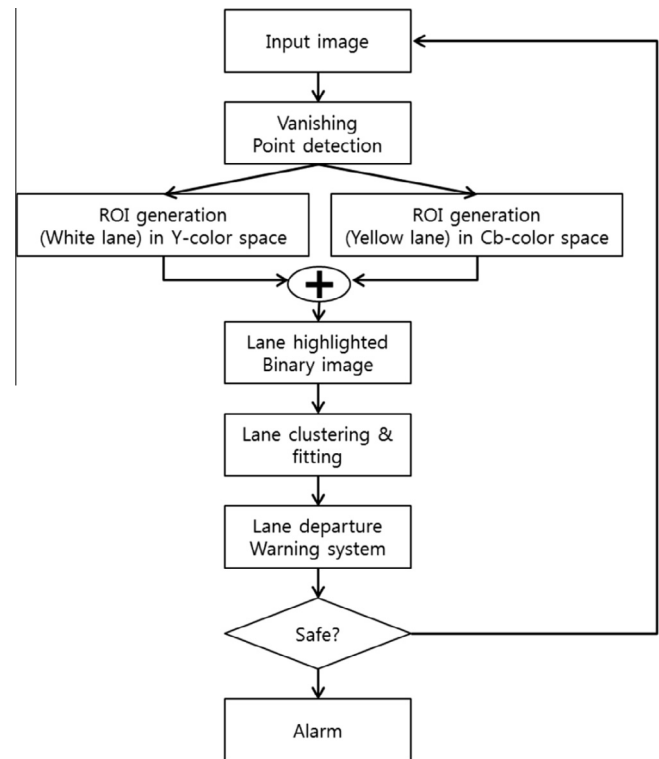 Input image
Vanishing
Point detection
ROI generation
(White lane) in Y-color space
ROI generation
(Yellow lane) in Cb-color space
+
Lane highlighted
Binary image
Lane clustering &
fitting
Lane departure
Warning system
Safe?
Alarm